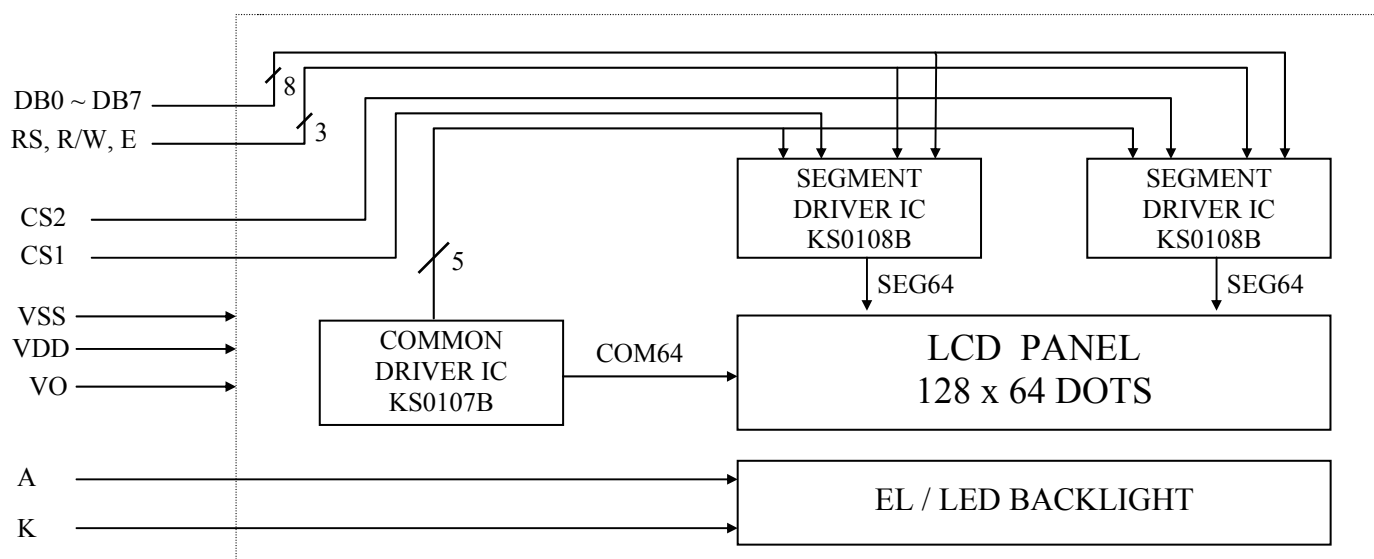 8
DB0 ~ DB7
3
RS, R/W, E
SEGMENT
DRIVER IC
KS0108B
SEGMENT
DRIVER IC
KS0108B
CS2
CS1
5
SEG64
SEG64
VSS
VDD
VO
COMMON
DRIVER IC
KS0107B
COM64
LCD PANEL
128 x 64 DOTS
A
K
EL / LED BACKLIGHT